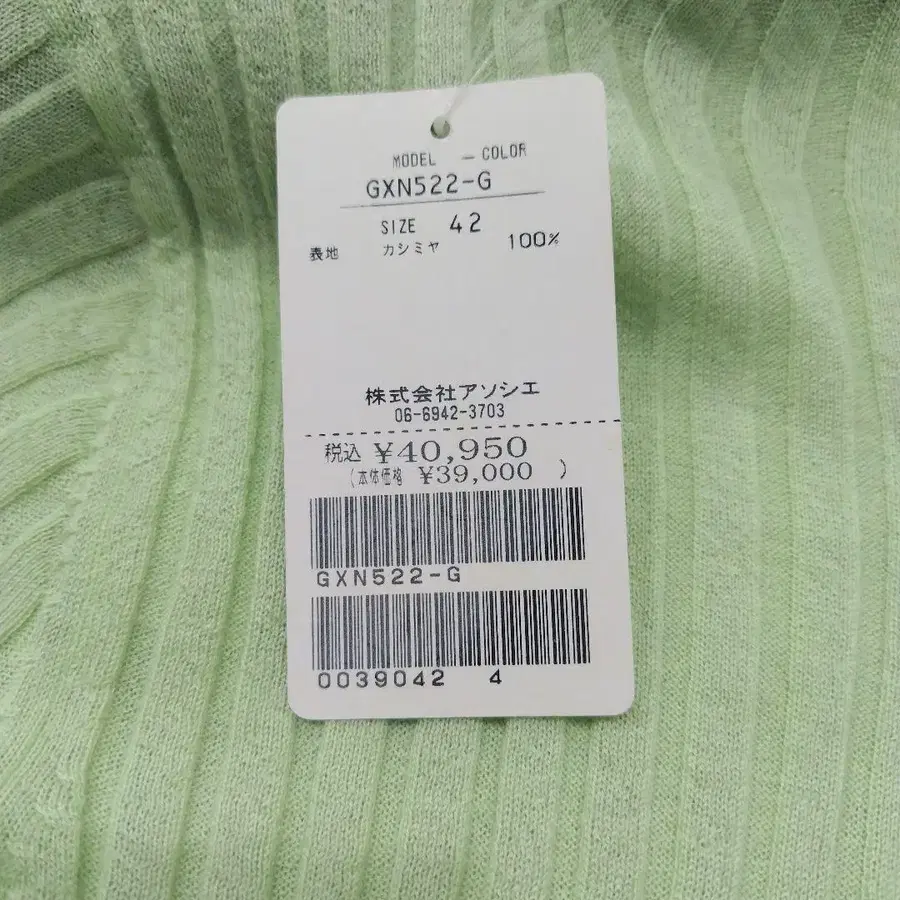 MODEL - COLOR
GXN522-G
SIZE 42
表地 カシミヤ 100%
株式会社アソシエ
06-6942-3703
税込 ¥40,950
(本体価格 ¥39,000 )
GXN522-G
0039042 4